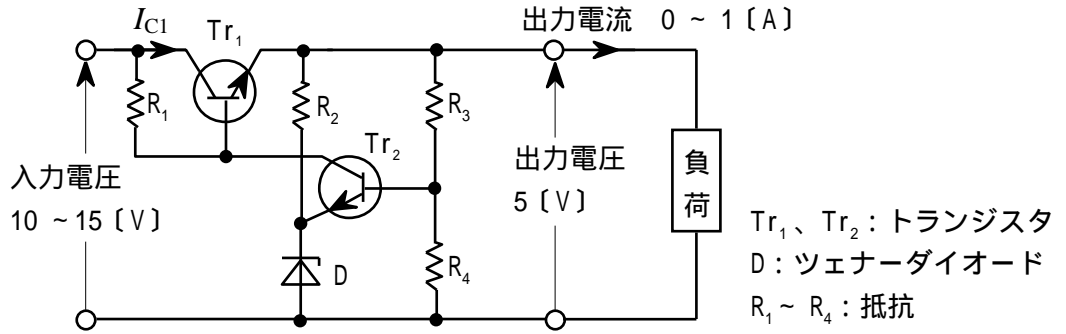 I_C1
Tr₁
出力電流 0 ~ 1〔A〕
R₁
R₂
R₃
Tr₂
入力電圧
10 ~15〔V〕
出力電圧
5〔V〕
負荷
D
R₄
Tr₁、Tr₂：トランジスタ
D：ツェナーダイオード
R₁~ R₄：抵抗